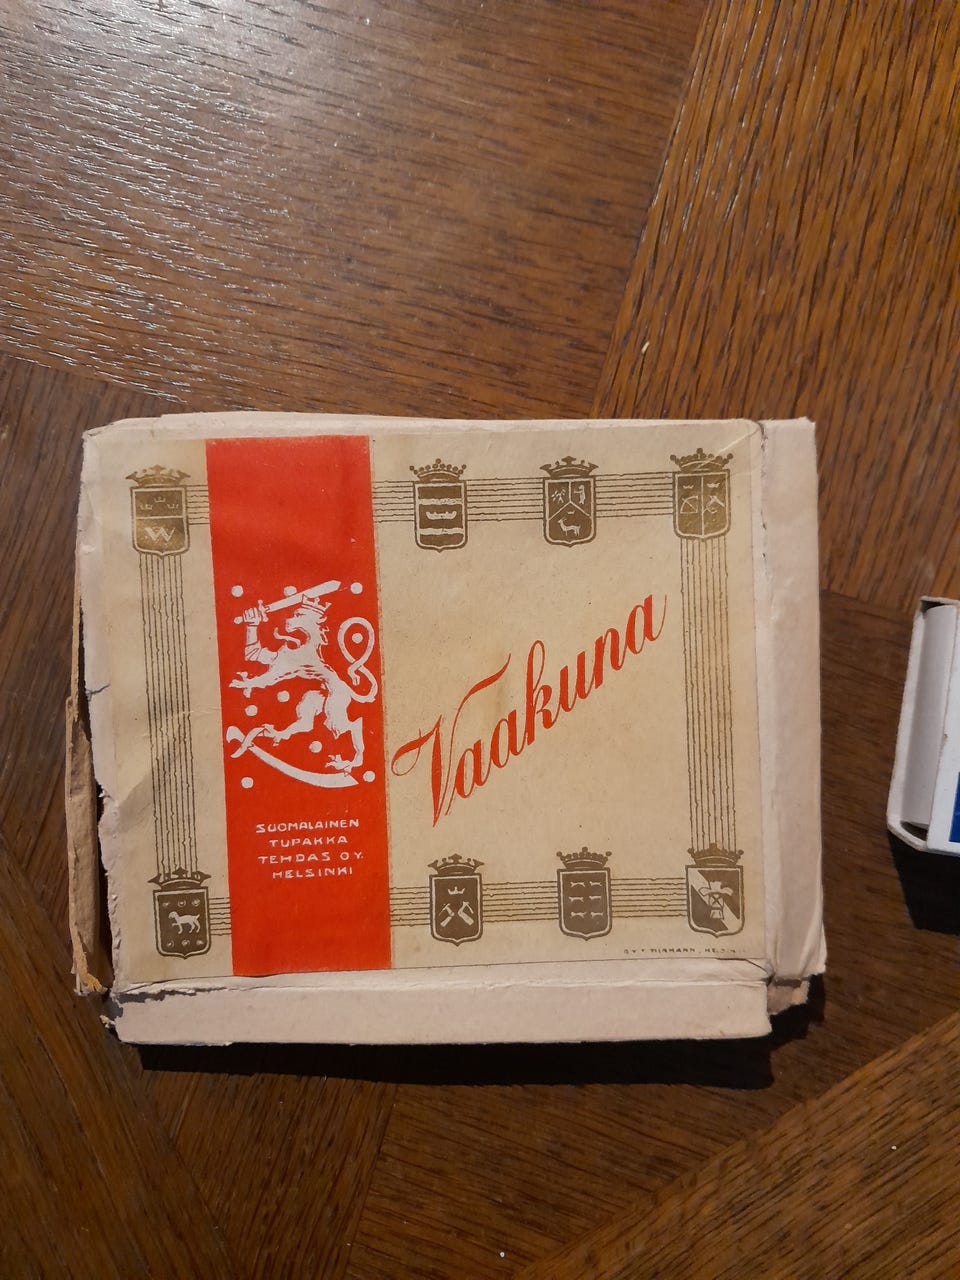 W
Vaakuna
SUOMALAINEN
TUPAKKA
TEHDAS O.Y.
HELSINKI